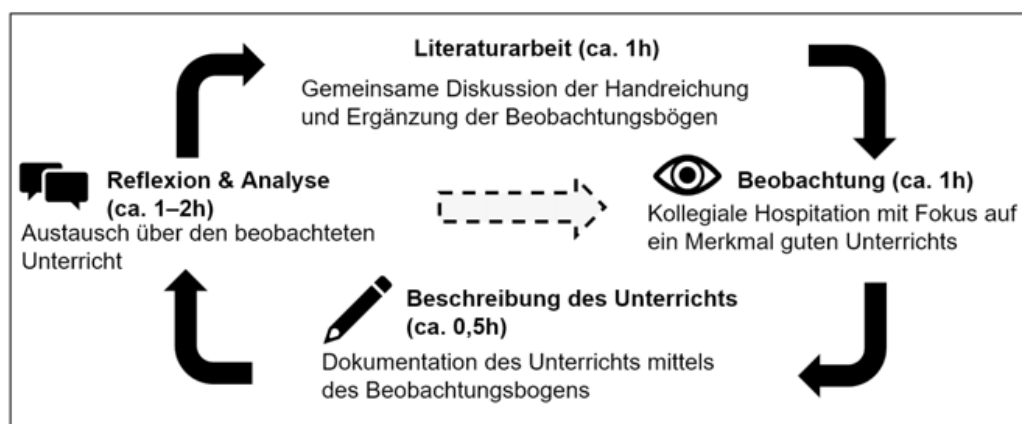 Literaturarbeit (ca. 1h)
Gemeinsame Diskussion der Handreichung
und Ergänzung der Beobachtungsbögen
Beobachtung (ca. 1h)
Kollegiale Hospitation mit Fokus auf
ein Merkmal guten Unterrichts
Beschreibung des Unterrichts
(ca. 0,5h)
Dokumentation des Unterrichts mittels
des Beobachtungsbogens
Reflexion & Analyse
(ca. 1–2h)
Austausch über den beobachteten
Unterricht